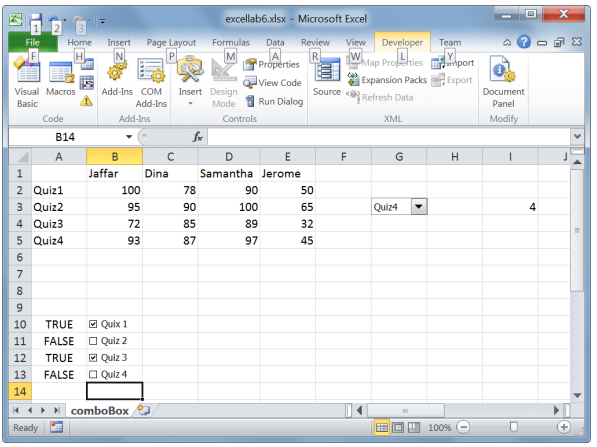 excellab6.xlsx - Microsoft Excel
1 2 3
File Home Insert Page Layout Formulas Data Review View Developer Team
F H N P M A R W L Y
Visual Basic
Macros
Code
Add-Ins
COM Add-Ins
Add-Ins
Insert
Design Mode
Properties
View Code
Run Dialog
Controls
Source
Map Properties
Expansion Packs
Refresh Data
Import
Export
XML
Document Panel
Modify
B14 fx
A B C D E F G H I J
1 Jaffar Dina Samantha Jerome
2 Quiz1 100 78 90 50
3 Quiz2 95 90 100 65 Quiz4 4
4 Quiz3 72 85 89 32
5 Quiz4 93 87 97 45
6
7
8
9
10 TRUE Quix 1
11 FALSE Quiz 2
12 TRUE Quiz 3
13 FALSE Quiz 4
14
comboBox
Ready 100%